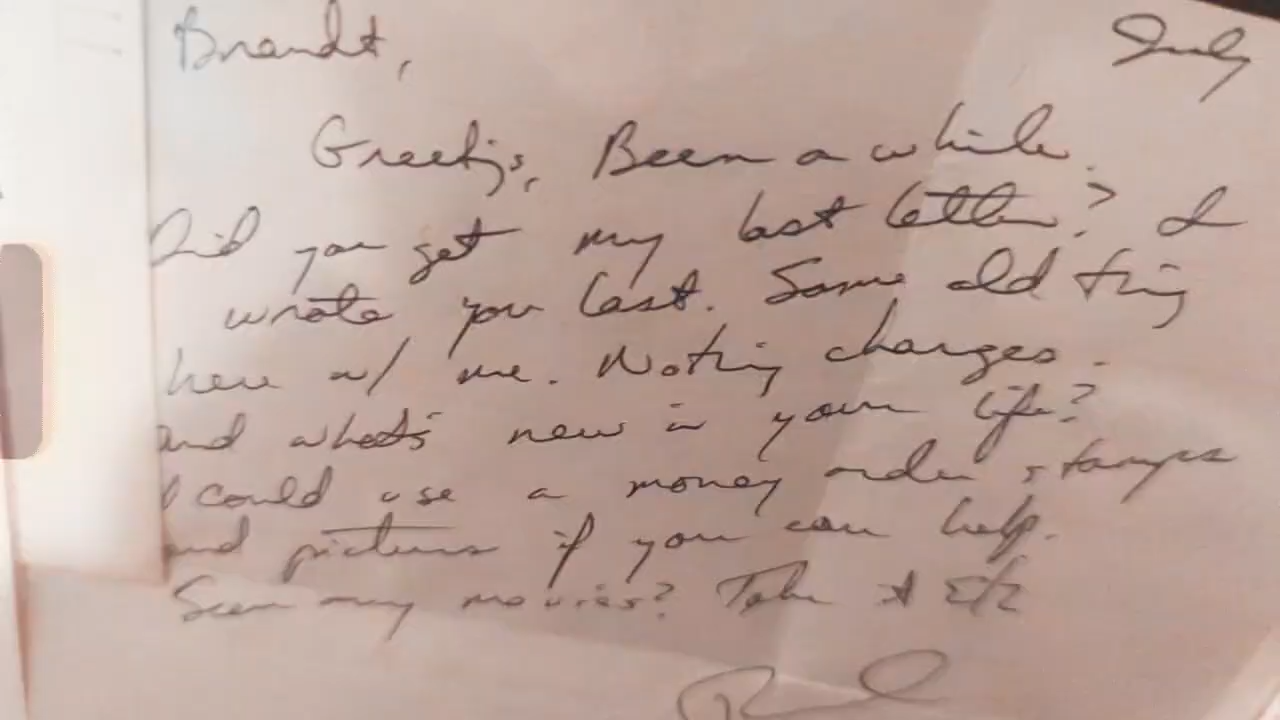 Brandt,
July
Greetings, Been a while.
Did you get my last letter? I
wrote you last. Same old thing
here w/ me. Nothing changes.
and what's new in your life?
I could use a money order stamps
and pictures if you can help.
Seen any movies? Take it